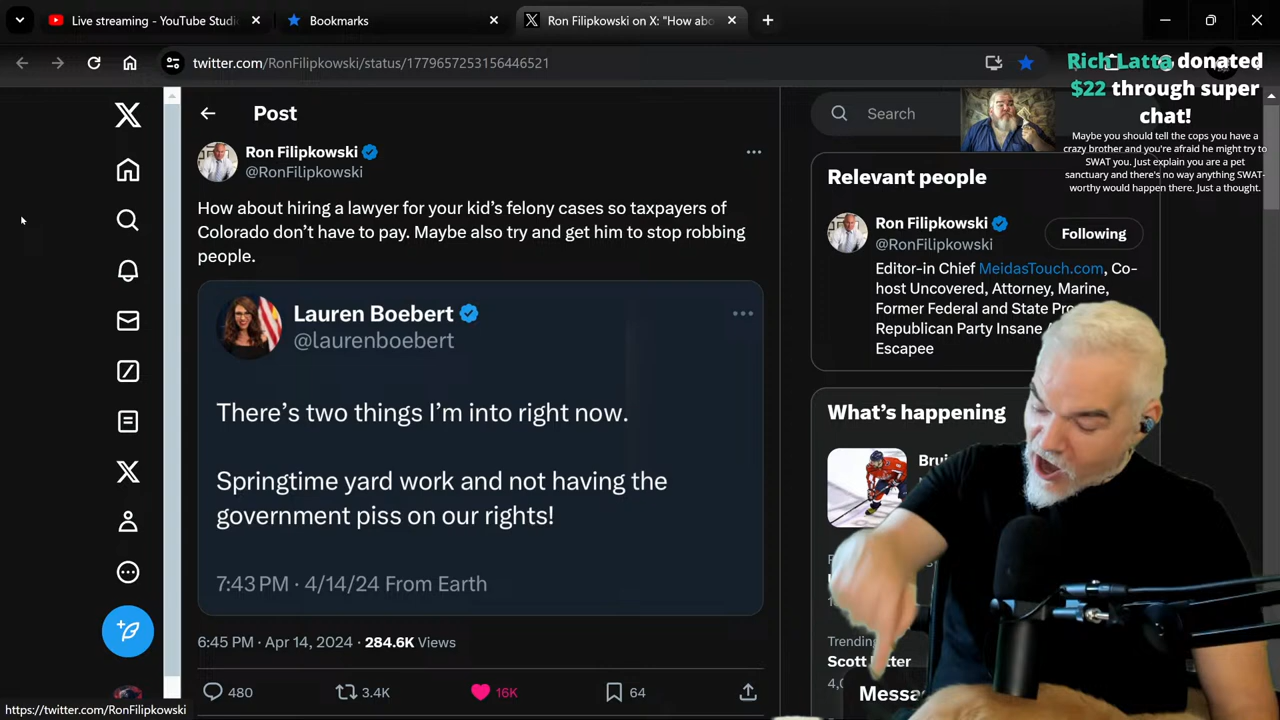 Live streaming - YouTube Studi
Bookmarks
Ron Filipkowski on X: "How abo
twitter.com/RonFilipkowski/status/1779657253156446521
Rich Latta donated
$22 through super
chat!
Maybe you should tell the cops you have a
crazy brother and you're afraid he might try to
SWAT you. Just explain you are a pet
sanctuary and there's no way anything SWAT-
worthy would happen there. Just a thought.
Post
Search
Ron Filipkowski
@RonFilipkowski
How about hiring a lawyer for your kid's felony cases so taxpayers of
Colorado don't have to pay. Maybe also try and get him to stop robbing
people.
Lauren Boebert
@laurenboebert
There's two things I'm into right now.
Springtime yard work and not having the
government piss on our rights!
7:43 PM · 4/14/24 From Earth
6:45 PM · Apr 14, 2024 · 284.6K Views
480
3.4K
16K
64
https://twitter.com/RonFilipkowski
Relevant people
Ron Filipkowski
@RonFilipkowski
Following
Editor-in Chief MeidasTouch.com, Co-
host Uncovered, Attorney, Marine,
Former Federal and State Pro
Republican Party Insane A
Escapee
What's happening
Brui
Trending
Scott
Messa